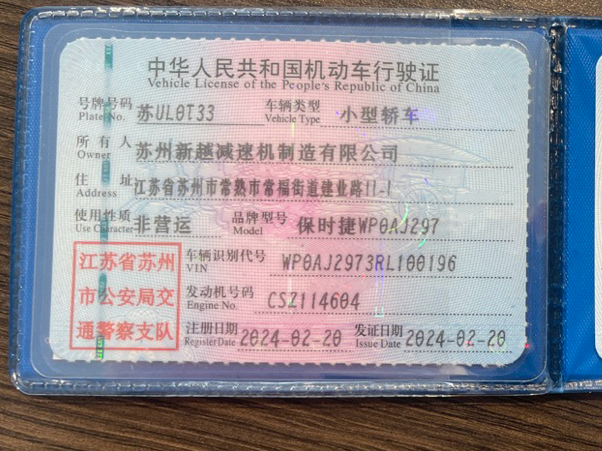 中华人民共和国机动车行驶证
Vehicle License of the People's Republic of China
号牌号码 苏UL0T33 车辆类型 小型轿车
Plate No. Vehicle Type
所有人 苏州新越减速机制造有限公司
Owner
住址 江苏省苏州市常熟市常福街道建业路11-1
Address
使用性质 非营运 品牌型号 保时捷WP0AJ297
Use Character Model
江苏省苏州 车辆识别代号 WP0AJ2973RL100196
VIN
市公安局交 发动机号码 CSZ114604
Engine No.
通警察支队 注册日期 2024-02-20 发证日期 2024-02-20
Register Date Issue Date